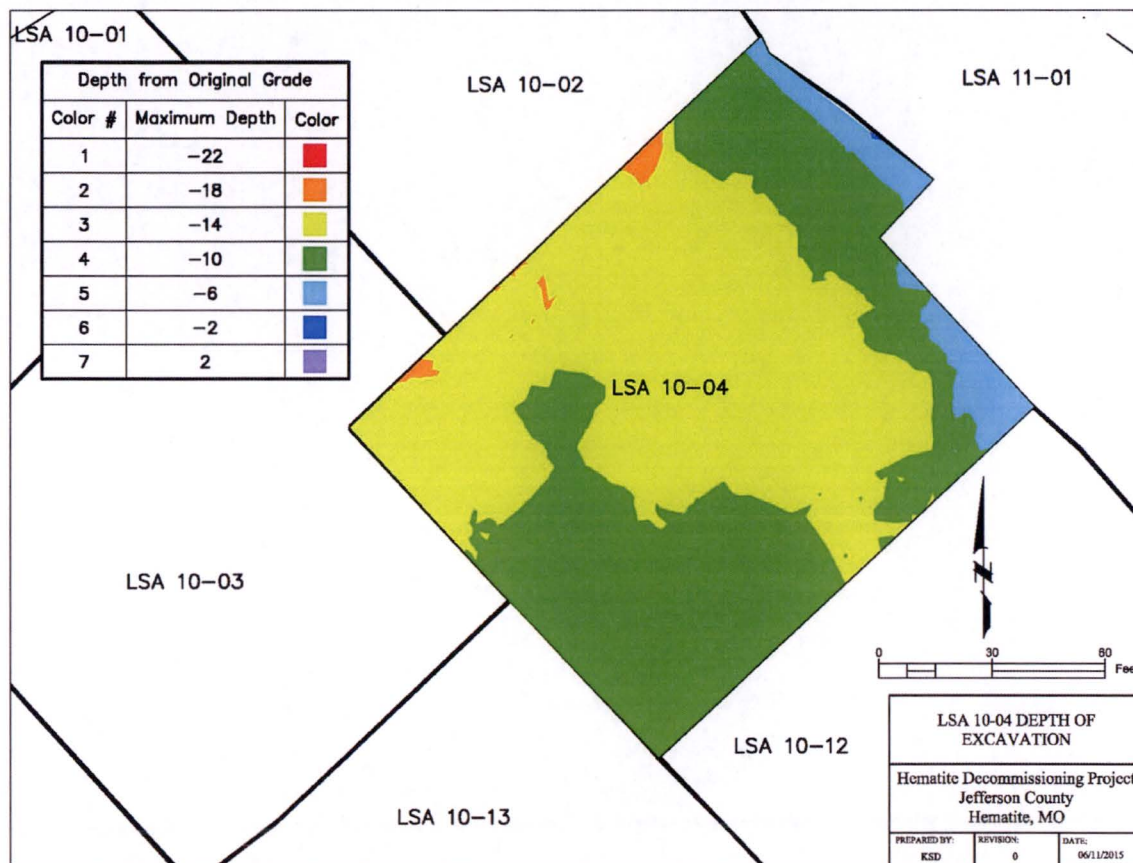 LSA 10-01
LSA 10-02
LSA 11-01
Depth from Original Grade
Color # Maximum Depth Color
1 -22
2 -18
3 -14
4 -10
5 -6
6 -2
7 2
LSA 10-04
LSA 10-03
N
0 30 60
Fee
LSA 10-12
LSA 10-13
LSA 10-04 DEPTH OF
EXCAVATION
Hematite Decommissioning Project
Jefferson County
Hematite, MO
PREPARED BY: REVISION: DATE:
KSD 0 06/11/2015